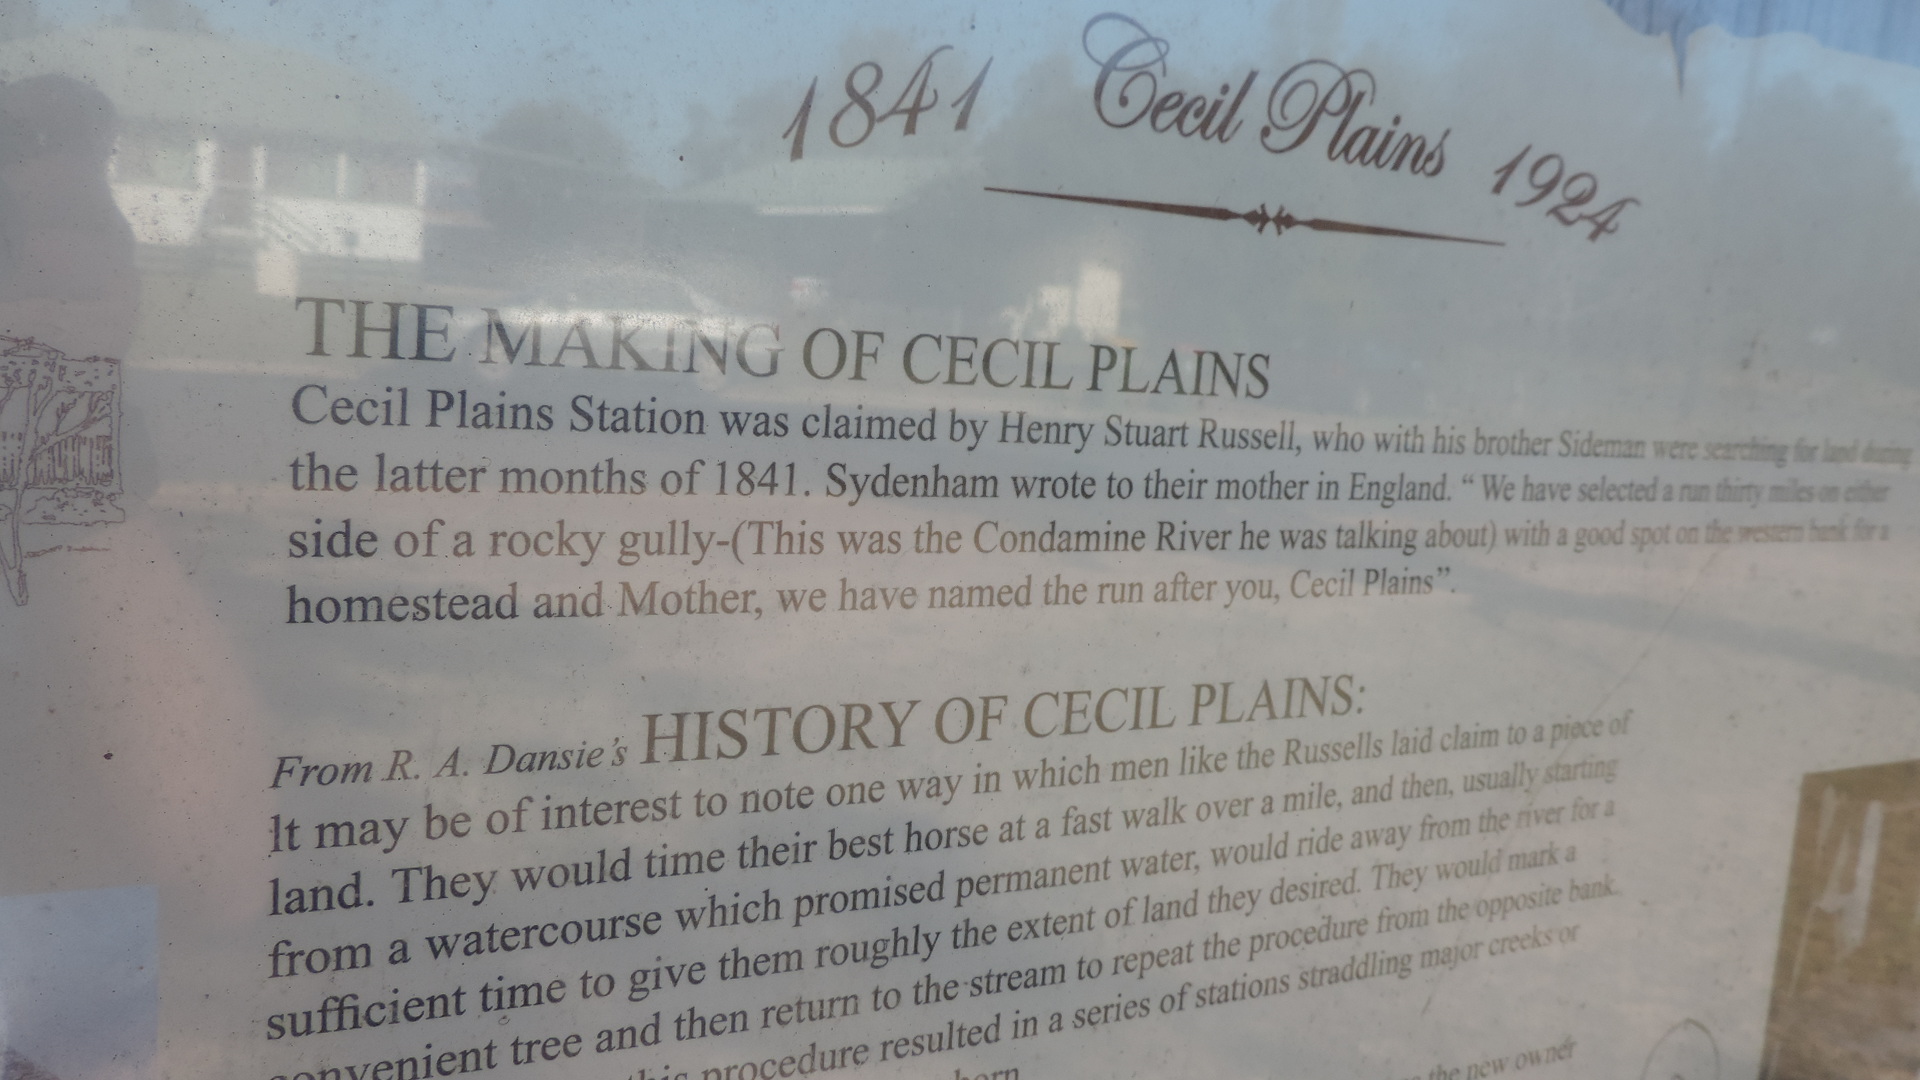 1841 Cecil Plains 1924
THE MAKING OF CECIL PLAINS
Cecil Plains Station was claimed by Henry Stuart Russell, who with his brother Sideman were searching for land during
the latter months of 1841. Sydenham wrote to their mother in England. “ We have selected a run thirty miles on either
side of a rocky gully-(This was the Condamine River he was talking about) with a good spot on the western bank for a
homestead and Mother, we have named the run after you, Cecil Plains”.
From R. A. Dansie’s HISTORY OF CECIL PLAINS:
It may be of interest to note one way in which men like the Russells laid claim to a piece of
land. They would time their best horse at a fast walk over a mile, and then, usually starting
from a watercourse which promised permanent water, would ride away from the river for a
sufficient time to give them roughly the extent of land they desired. They would mark a
convenient tree and then return to the stream to repeat the procedure from the opposite bank.
this procedure resulted in a series of stations straddling major creeks or
the new owner